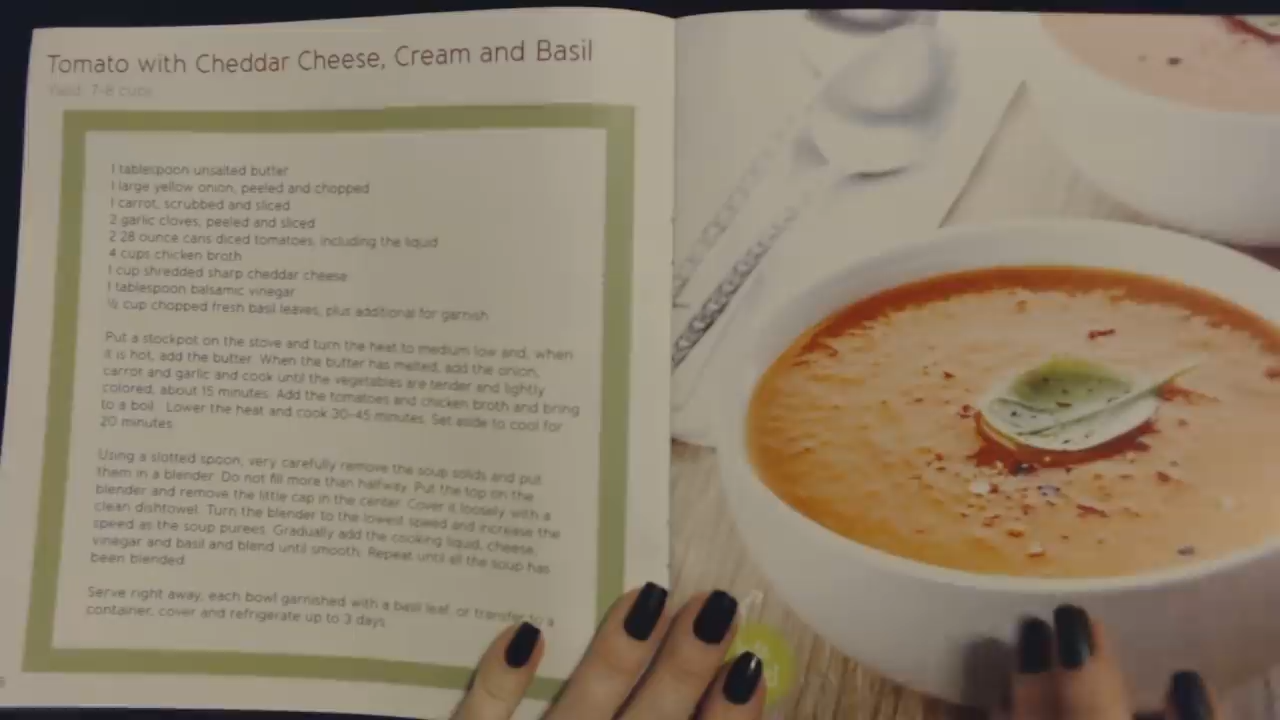 Tomato with Cheddar Cheese, Cream and Basil
Yield: 7-8 cups
1 tablespoon unsalted butter
1 large yellow onion, peeled and chopped
1 carrot, scrubbed and sliced
2 garlic cloves, peeled and sliced
2 28 ounce cans diced tomatoes, including the liquid
4 cups chicken broth
1 cup shredded sharp cheddar cheese
1 tablespoon balsamic vinegar
½ cup chopped fresh basil leaves, plus additional for garnish
Put a stockpot on the stove and turn the heat to medium low and, when
it is hot, add the butter. When the butter has melted, add the onion,
carrot and garlic and cook until the vegetables are tender and lightly
colored, about 15 minutes. Add the tomatoes and chicken broth and bring
to a boil. Lower the heat and cook 30-45 minutes. Set aside to cool for
20 minutes.
Using a slotted spoon, very carefully remove the soup solids and put
them in a blender. Do not fill more than halfway. Put the top on the
blender and remove the little cap in the center. Cover it loosely with a
clean dishtowel. Turn the blender to the lowest speed and increase the
speed as the soup purees. Gradually add the cooking liquid, cheese,
vinegar and basil and blend until smooth. Repeat until all the soup has
been blended.
Serve right away, each bowl garnished with a basil leaf, or transfer to a
container, cover and refrigerate up to 3 days.